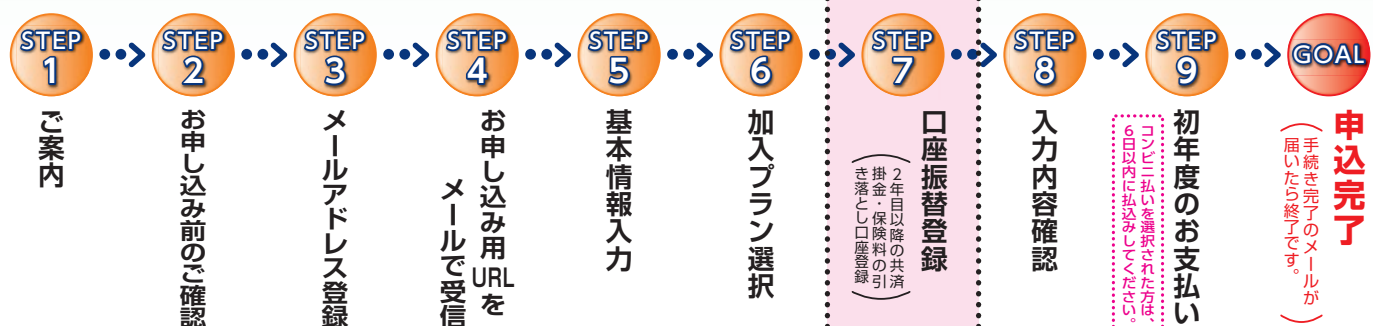 STEP
1
ご案内
STEP
2
お申し込み前のご確認
STEP
3
メールアドレス登録
STEP
4
お申し込み用URLを
メールで受信
STEP
5
基本情報入力
STEP
6
加入プラン選択
STEP
7
口座振替登録
(2年目以降の共済
掛金・保険料の引
き落とし口座登録)
STEP
8
入力内容確認
STEP
9
初年度のお支払い
コンビニ払いを選択された方は、
6日以内に払込みしてください。
GOAL
申込完了
(手続き完了のメールが
届いたら終了です。)